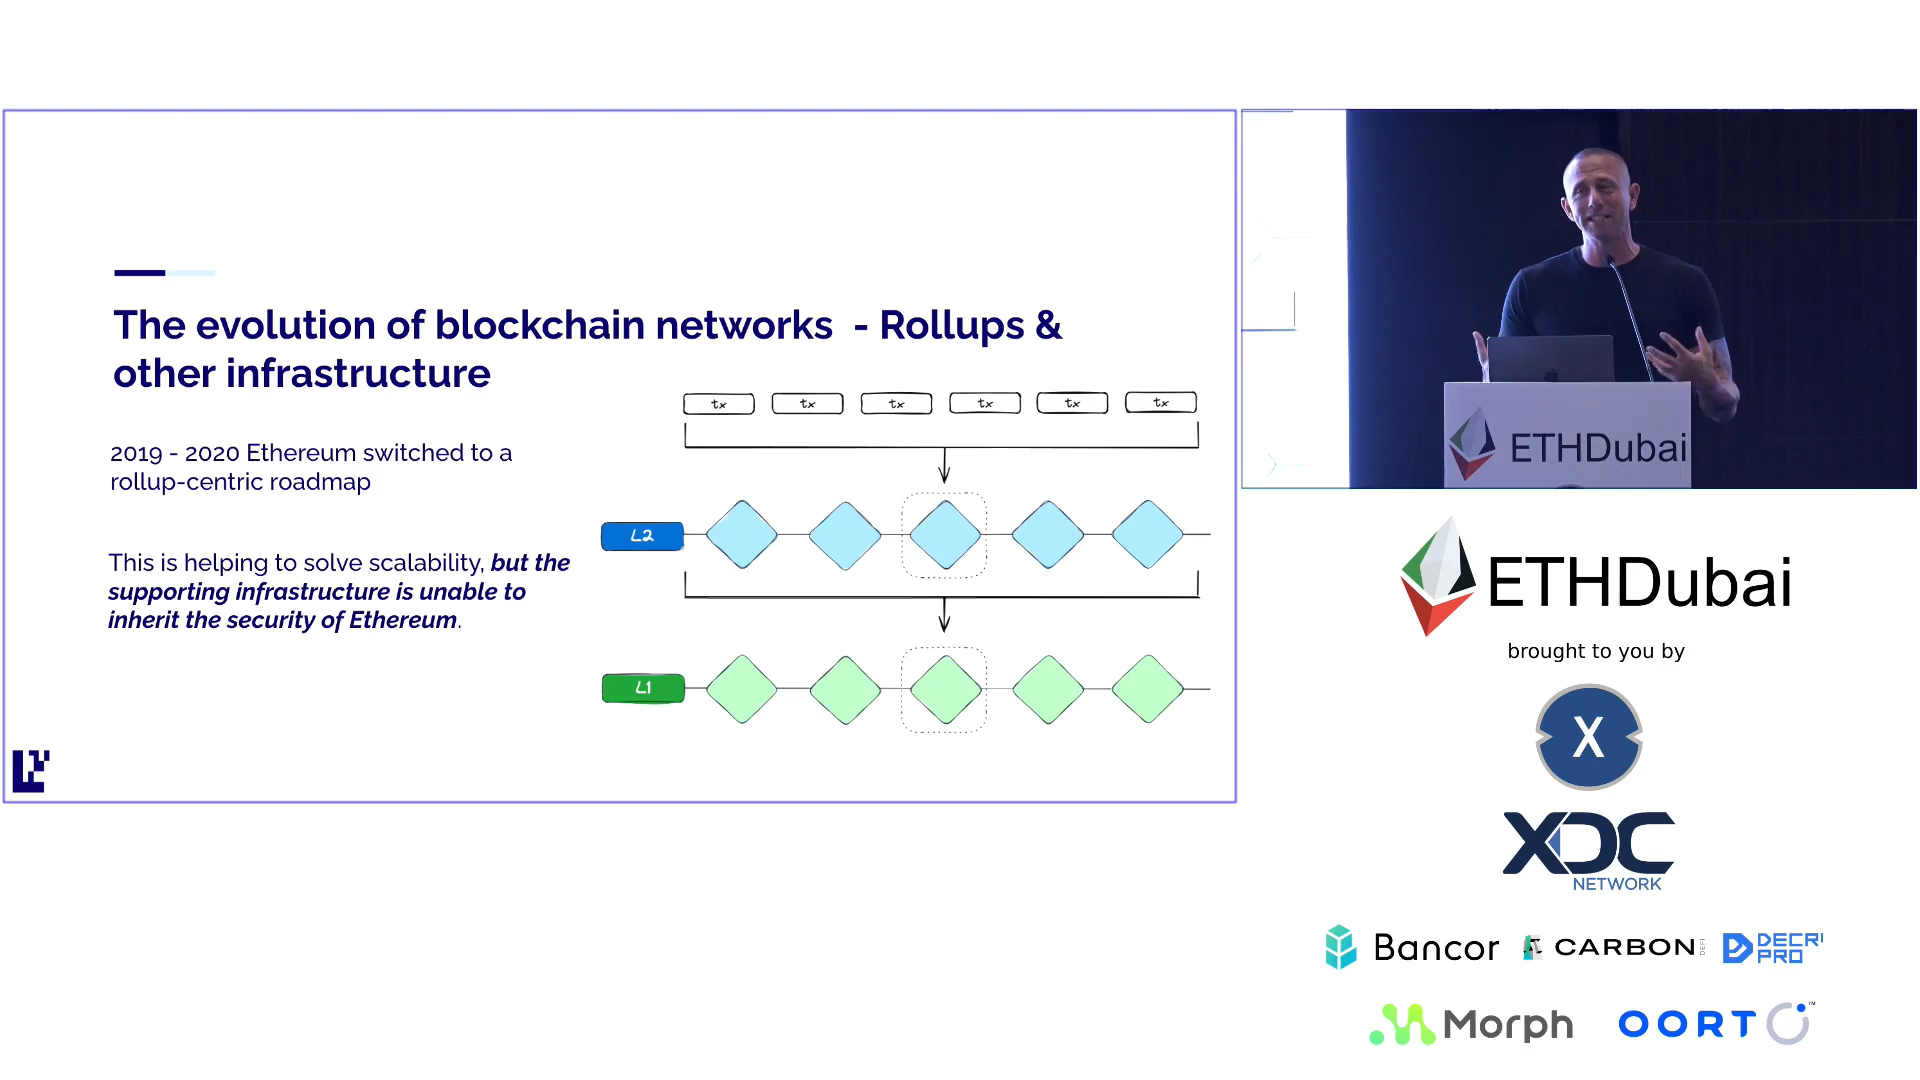 The evolution of blockchain networks - Rollups &
other infrastructure
2019 - 2020 Ethereum switched to a
rollup-centric roadmap
This is helping to solve scalability, but the
supporting infrastructure is unable to
inherit the security of Ethereum.
tx tx tx tx tx tx
L2
L1
ETHDubai
ETHDubai
brought to you by
X
XDC
NETWORK
Bancor CARBON DEFI DECRI
PRO
Morph OORT ™